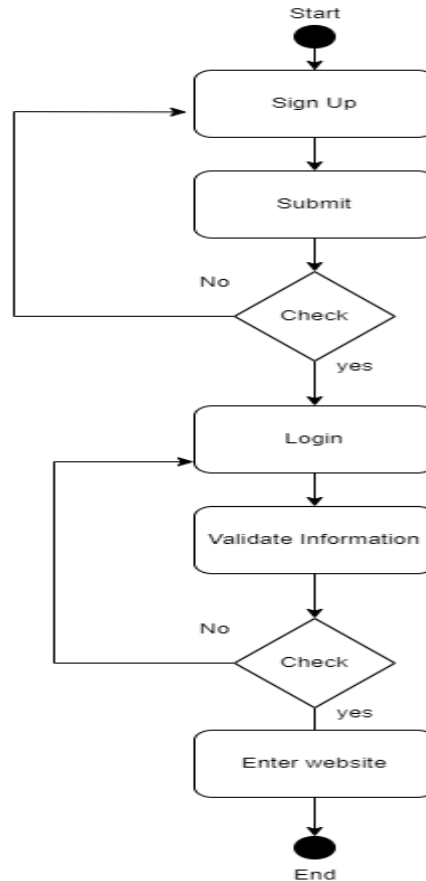 Start
Sign Up
Submit
No
Check
yes
Login
Validate Information
No
Check
yes
Enter website
End